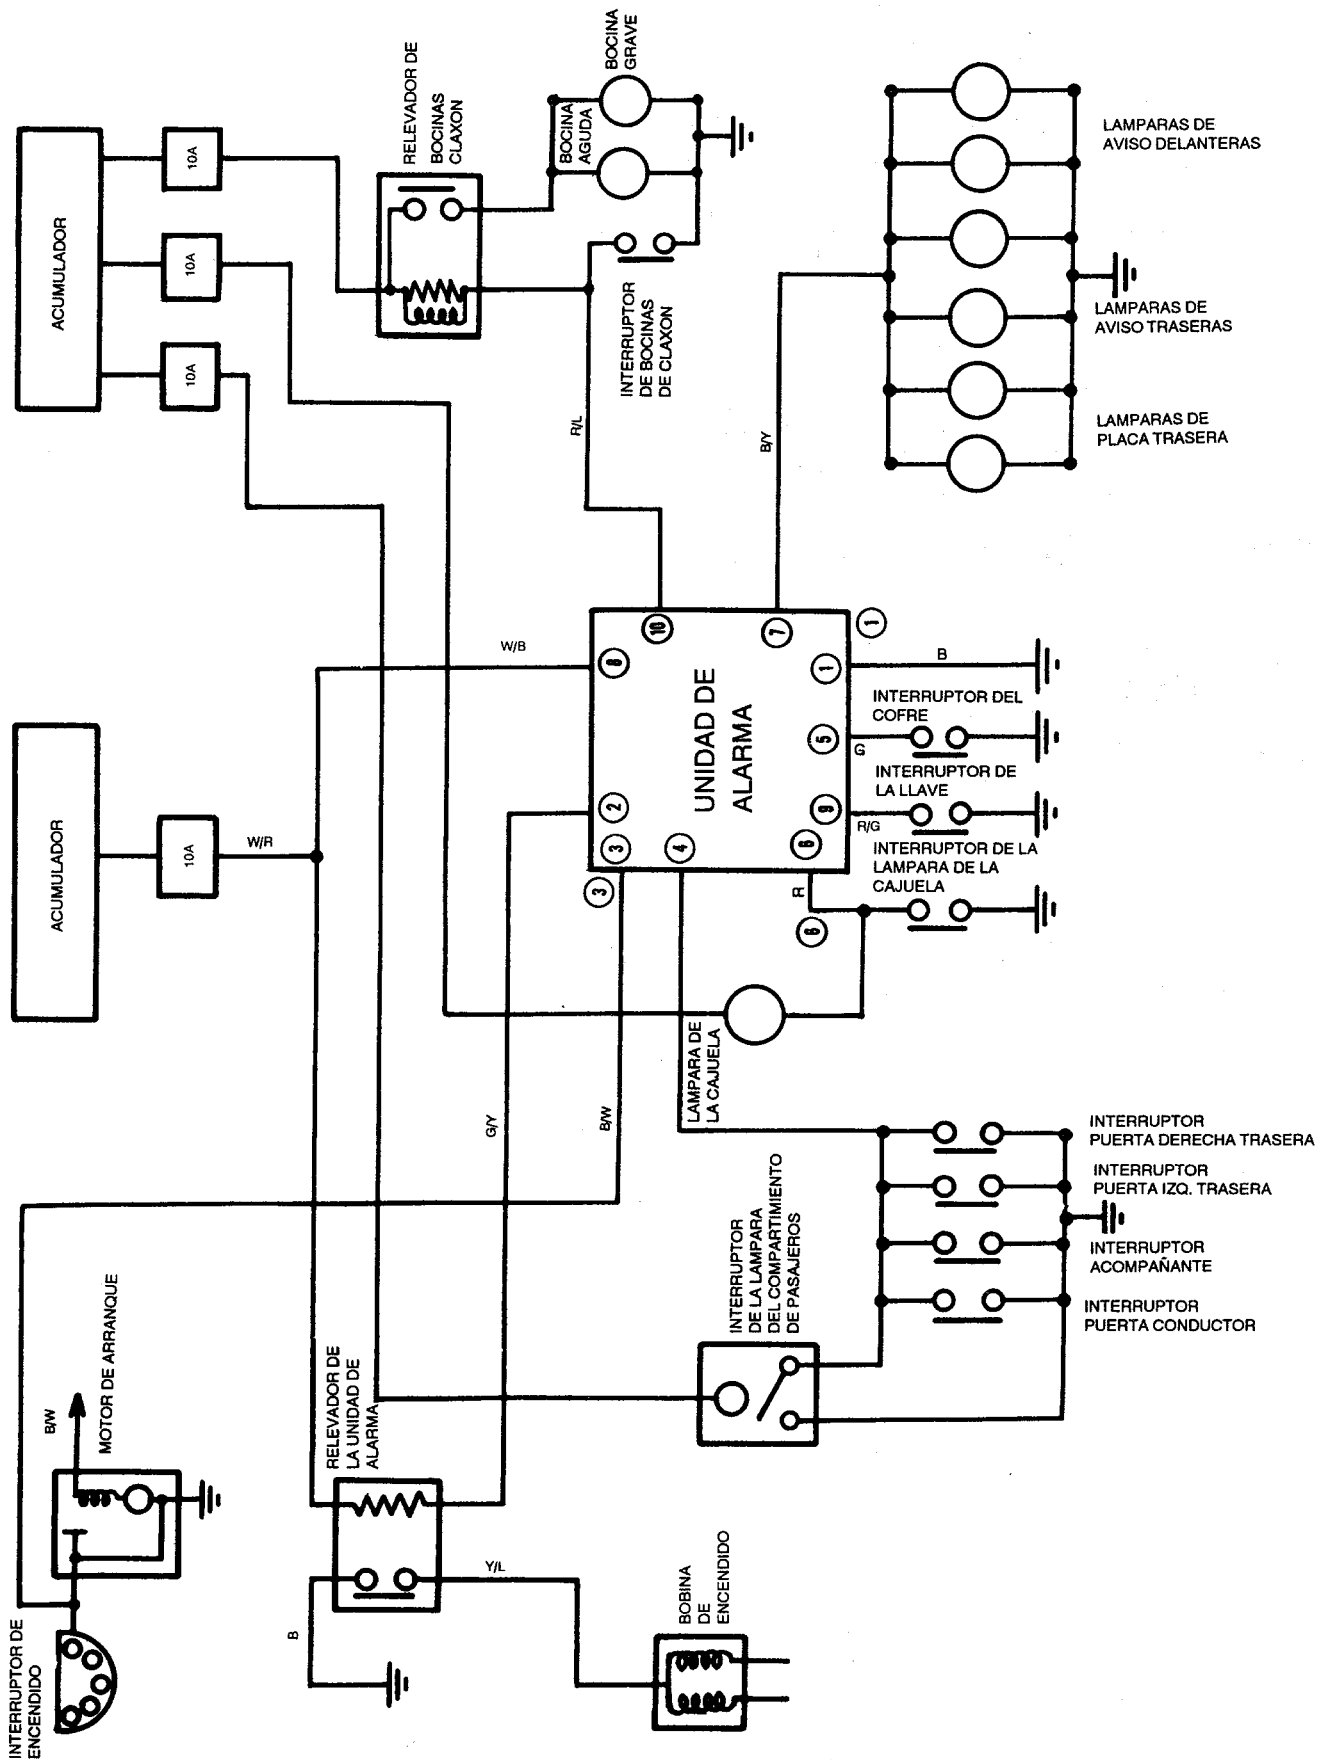 BOCINA
GRAVE
RELEVADOR DE
BOCINAS
CLAXON
BOCINA
AGUDA
ACUMULADOR
10A
10A
10A
LAMPARAS DE
AVISO DELANTERAS
LAMPARAS DE
AVISO TRASERAS
LAMPARAS DE
PLACA TRASERA
INTERRUPTOR
DE BOCINAS
DE CLAXON
R/L
B/Y
W/B
UNIDAD DE
ALARMA
10
7
1
8
1
5
2
9
3
4
6
3
6
B
INTERRUPTOR DEL
COFRE
G
INTERRUPTOR DE
LA LLAVE
R/G
INTERRUPTOR DE LA
LAMPARA DE LA
CAJUELA
R
ACUMULADOR
10A
W/R
LAMPARA DE
LA CAJUELA
G/Y
B/W
INTERRUPTOR
PUERTA DERECHA TRASERA
INTERRUPTOR
PUERTA IZQ. TRASERA
INTERRUPTOR
ACOMPAÑANTE
INTERRUPTOR
PUERTA CONDUCTOR
INTERRUPTOR
DE LA LAMPARA
DEL COMPARTIMIENTO
DE PASAJEROS
MOTOR DE ARRANQUE
B/W
RELEVADOR DE
LA UNIDAD DE
ALARMA
INTERRUPTOR DE
ENCENDIDO
B
Y/L
BOBINA
DE
ENCENDIDO